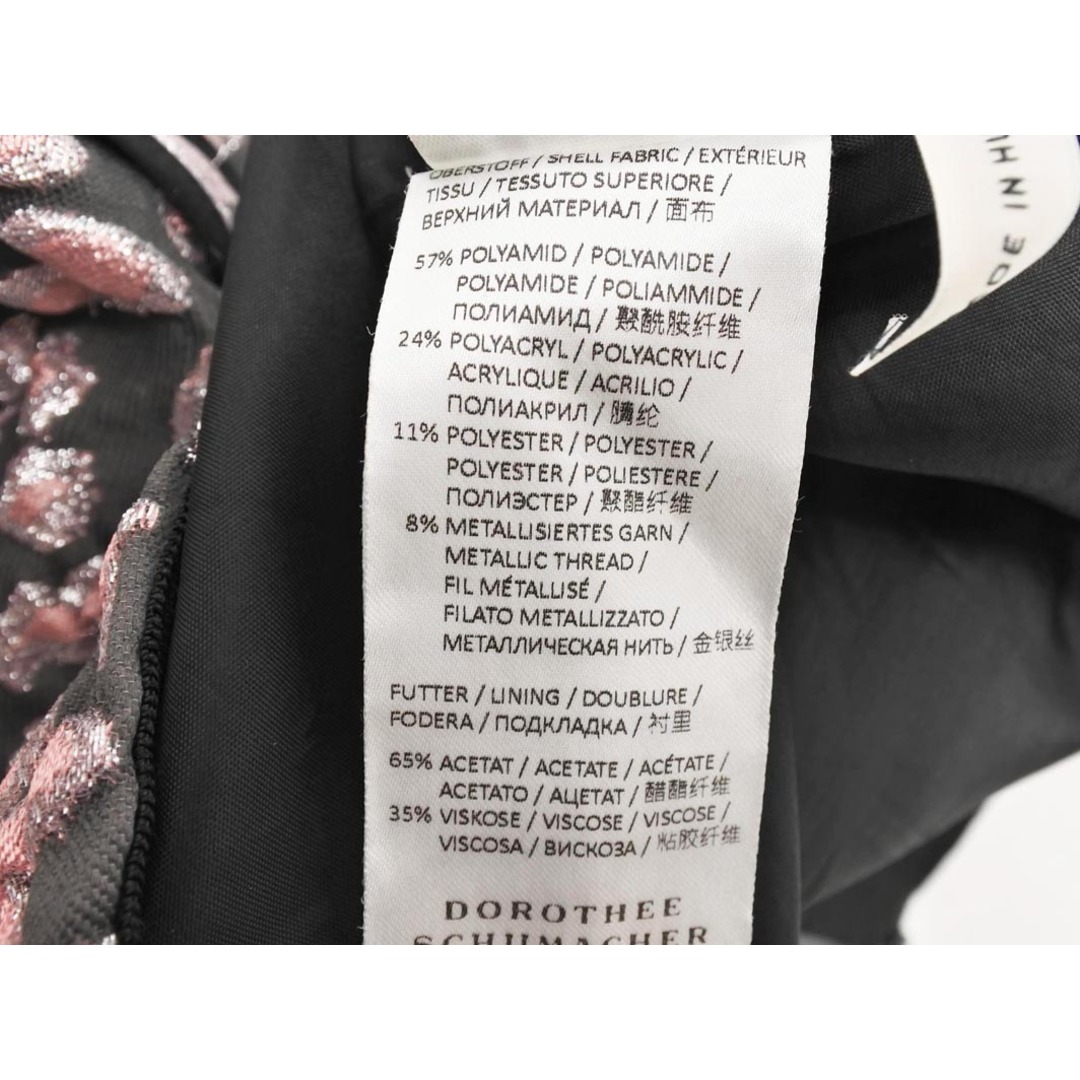 OBERSTOFF / SHELL FABRIC / EXTÉRIEUR
TISSU / TESSUTO SUPERIORE /
ВЕРХНИЙ МАТЕРИАЛ / 面布
57% POLYAMID / POLYAMIDE /
POLYAMIDE / POLIAMMIDE /
ПОЛИАМИД / 聚酰胺纤维
24% POLYACRYL / POLYACRYLIC /
ACRYLIQUE / ACRILIO /
ПОЛИАКРИЛ / 腈纶
11% POLYESTER / POLYESTER /
POLYESTER / POLIESTERE /
ПОЛИЭСТЕР / 聚酯纤维
8% METALLISIERTES GARN /
METALLIC THREAD /
FIL MÉTALLISÉ /
FILATO METALLIZZATO /
МЕТАЛЛИЧЕСКАЯ НИТЬ / 金银丝
FUTTER / LINING / DOUBLURE /
FODERA / ПОДКЛАДКА / 衬里
65% ACETAT / ACETATE / ACÉTATE /
ACETATO / АЦЕТАТ / 醋酯纤维
35% VISKOSE / VISCOSE / VISCOSE /
VISCOSA / ВИСКОЗА / 粘胶纤维
DOROTHEE
SCHUMACHER
IN